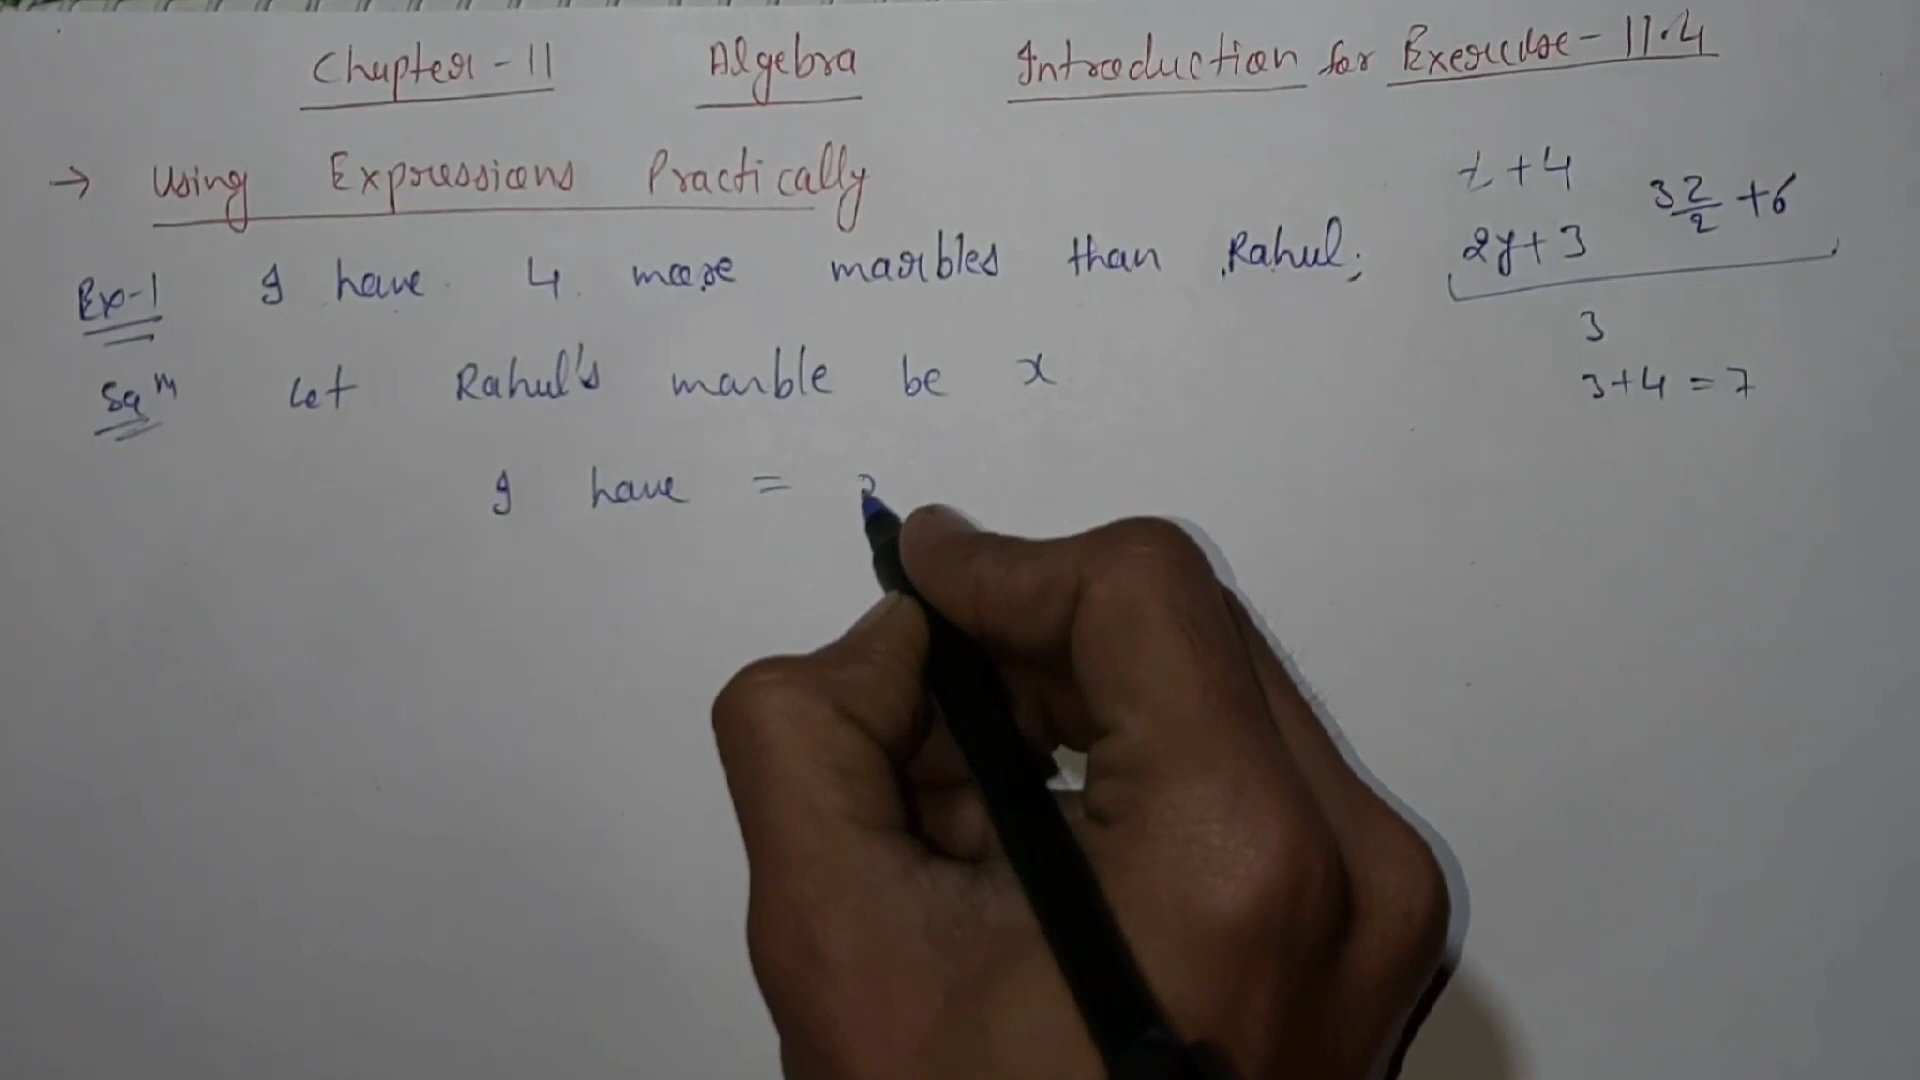 Chapter - 11 Algebra Introduction for Exercise - 11.4
→ Using Expressions Practically
Ex-1 I have 4 more marbles than Rahul;
Soln Let Rahul's marble be x
I have =
z + 4
2y + 3
3z/2 + 6
3
3 + 4 = 7